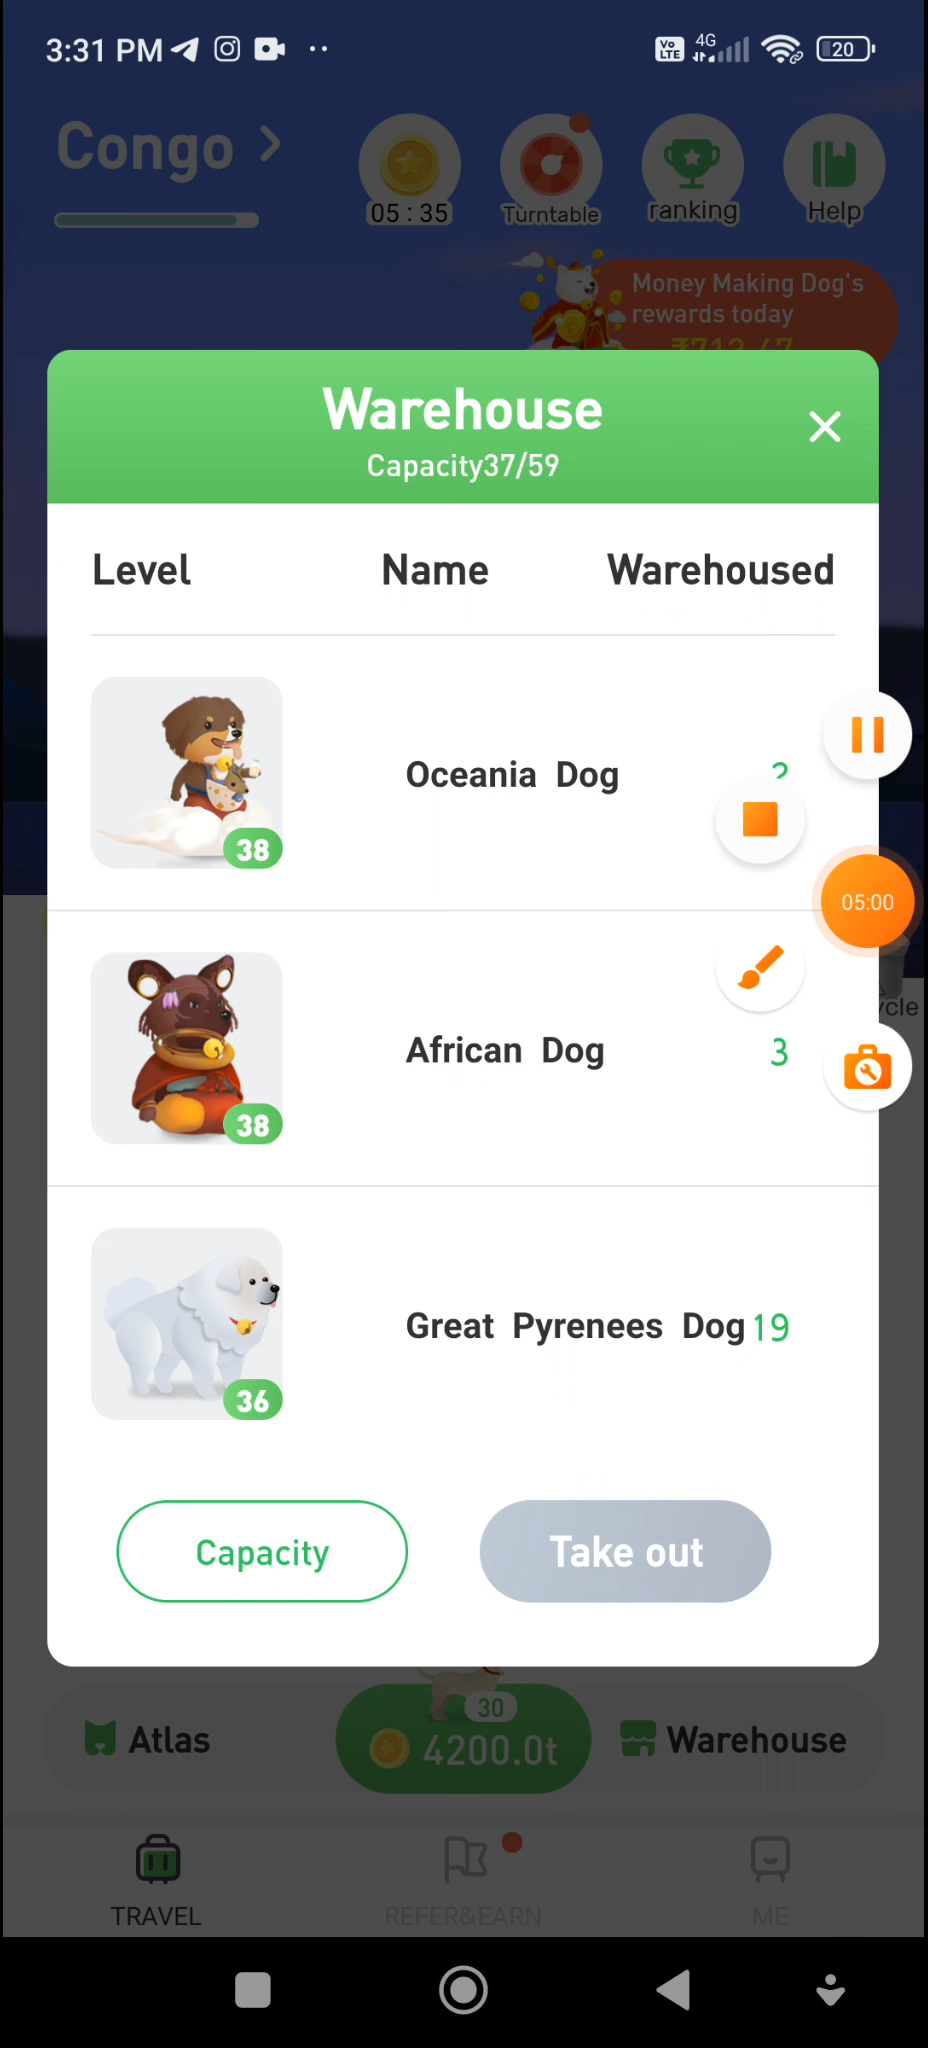 3:31 PM
Vo LTE 4G 20
Congo
05 : 35
Turntable
ranking
Help
Money Making Dog's
rewards today
Warehouse
Capacity37/59
Level Name Warehoused
Oceania Dog
38
African Dog 3
38
Great Pyrenees Dog 19
36
05:00
Capacity Take out
30
Atlas 4200.0t Warehouse
TRAVEL REFER&EARN ME